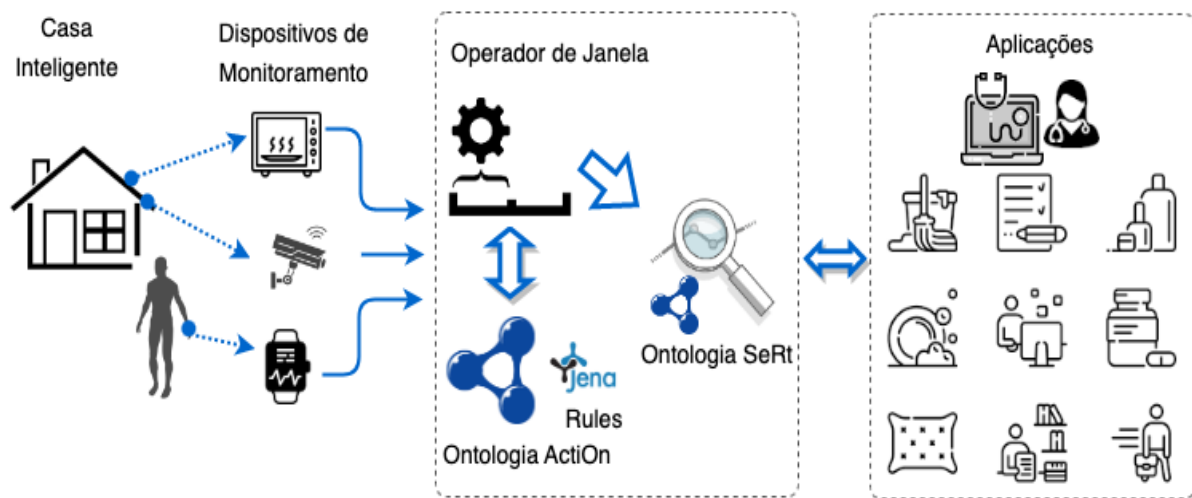 Casa
Inteligente
Dispositivos de
Monitoramento
Operador de Janela
Ontologia SeRt
Jena
Rules
Ontologia ActiOn
Aplicações